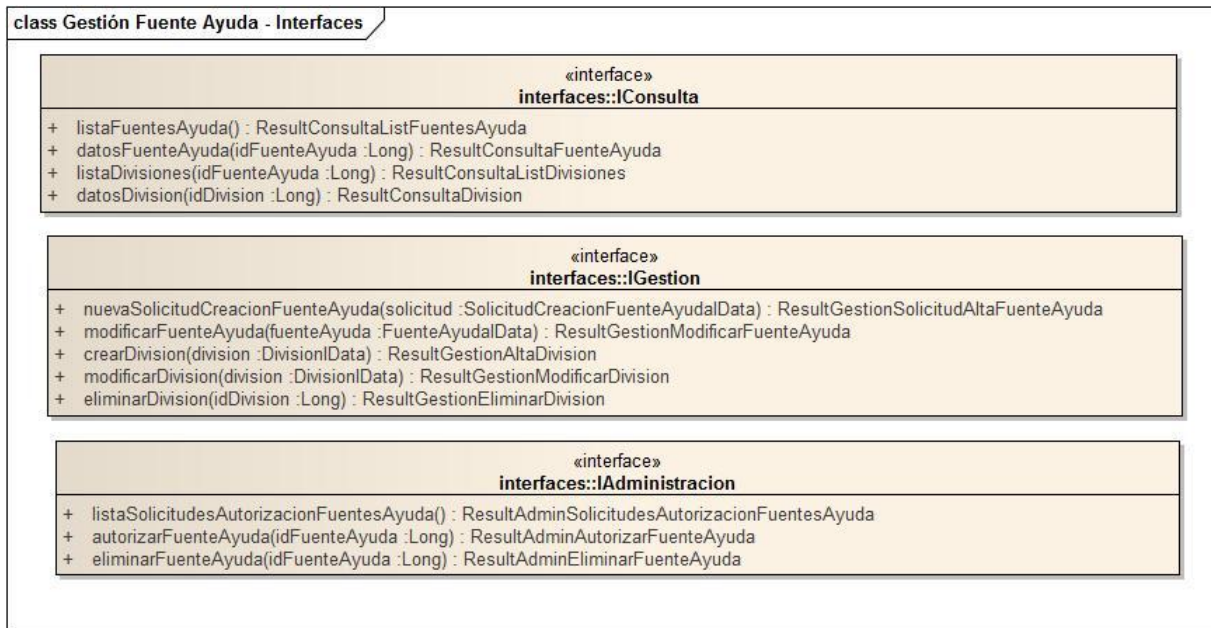 class Gestión Fuente Ayuda - Interfaces
«interface»
interfaces::IConsulta
+ listaFuentesAyuda() : ResultConsultaListFuentesAyuda
+ datosFuenteAyuda(idFuenteAyuda :Long) : ResultConsultaFuenteAyuda
+ listaDivisiones(idFuenteAyuda :Long) : ResultConsultaListDivisiones
+ datosDivision(idDivision :Long) : ResultConsultaDivision
«interface»
interfaces::IGestion
+ nuevaSolicitudCreacionFuenteAyuda(solicitud :SolicitudCreacionFuenteAyudaIData) : ResultGestionSolicitudAltaFuenteAyuda
+ modificarFuenteAyuda(fuenteAyuda :FuenteAyudaIData) : ResultGestionModificarFuenteAyuda
+ crearDivision(division :DivisionIData) : ResultGestionAltaDivision
+ modificarDivision(division :DivisionIData) : ResultGestionModificarDivision
+ eliminarDivision(idDivision :Long) : ResultGestionEliminarDivision
«interface»
interfaces::IAdministracion
+ listaSolicitudesAutorizacionFuentesAyuda() : ResultAdminSolicitudesAutorizacionFuentesAyuda
+ autorizarFuenteAyuda(idFuenteAyuda :Long) : ResultAdminAutorizarFuenteAyuda
+ eliminarFuenteAyuda(idFuenteAyuda :Long) : ResultAdminEliminarFuenteAyuda